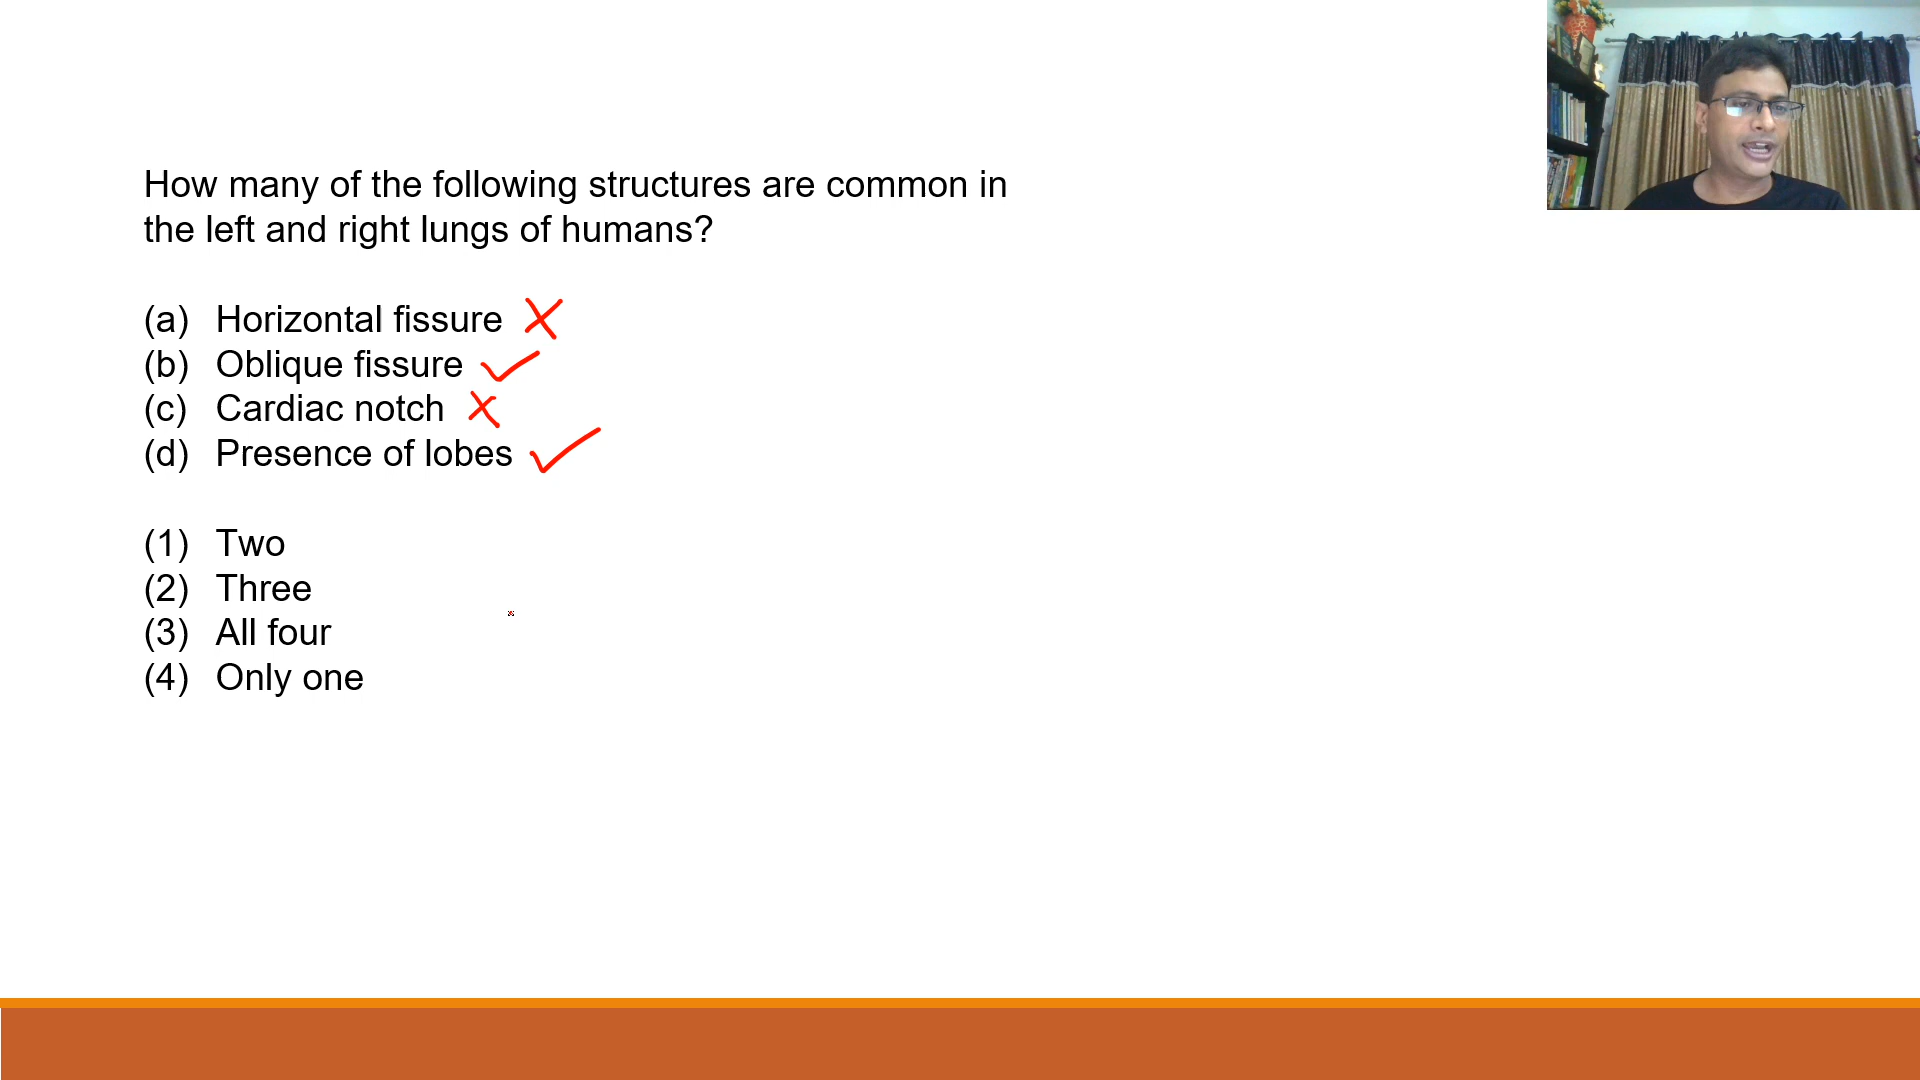 How many of the following structures are common in
the left and right lungs of humans?
(a) Horizontal fissure
(b) Oblique fissure
(c) Cardiac notch
(d) Presence of lobes
(1) Two
(2) Three
(3) All four
(4) Only one